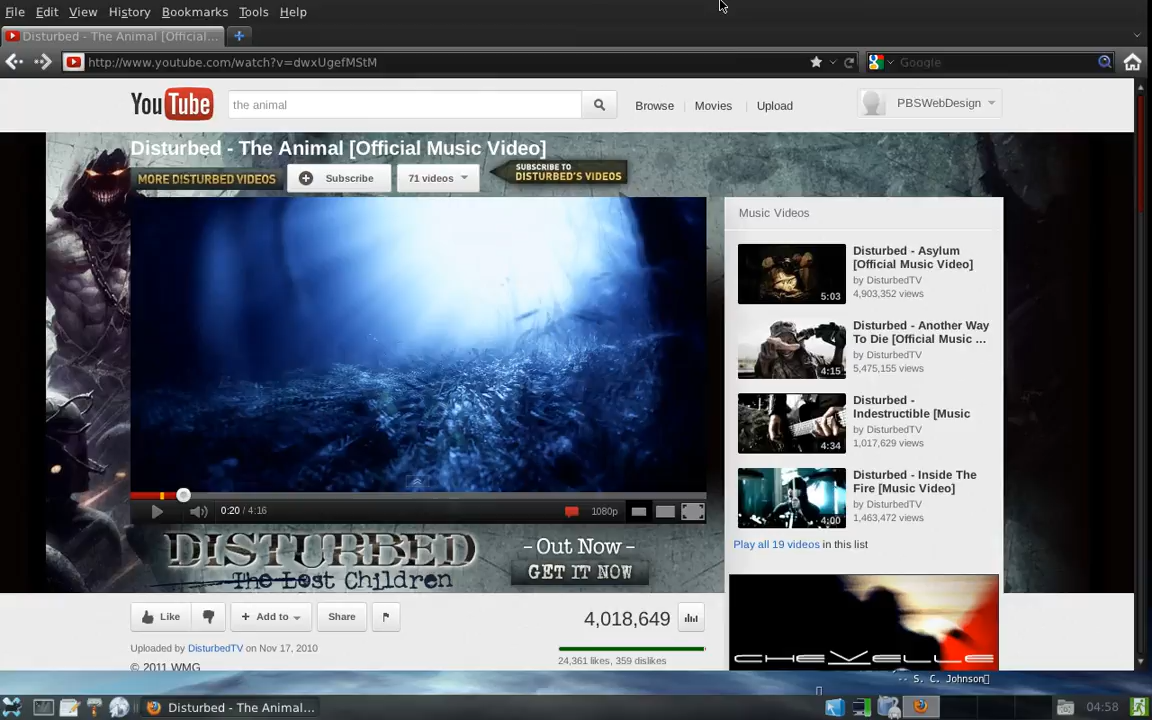 File Edit View History Bookmarks Tools Help
Disturbed - The Animal [Official...
http://www.youtube.com/watch?v=dwxUgefMStM
Google
YouTube
the animal
Browse
Movies
Upload
PBSWebDesign
Disturbed - The Animal [Official Music Video]
MORE DISTURBED VIDEOS
Subscribe
71 videos
SUBSCRIBE TO
DISTURBED'S VIDEOS
0:20 / 4:16
1080p
DISTURBED
The Lost Children
- Out Now -
GET IT NOW
Music Videos
5:03
Disturbed - Asylum
[Official Music Video]
by DisturbedTV
4,903,352 views
4:15
Disturbed - Another Way
To Die [Official Music ...
by DisturbedTV
5,475,155 views
4:34
Disturbed -
Indestructible [Music
by DisturbedTV
1,017,629 views
4:00
Disturbed - Inside The
Fire [Music Video]
by DisturbedTV
1,463,472 views
Play all 19 videos in this list
CHEVELLE
Like
Add to
Share
4,018,649
Uploaded by DisturbedTV on Nov 17, 2010
24,361 likes, 359 dislikes
© 2011 WMG
-- S. C. Johnson
Disturbed - The Animal...
04:58